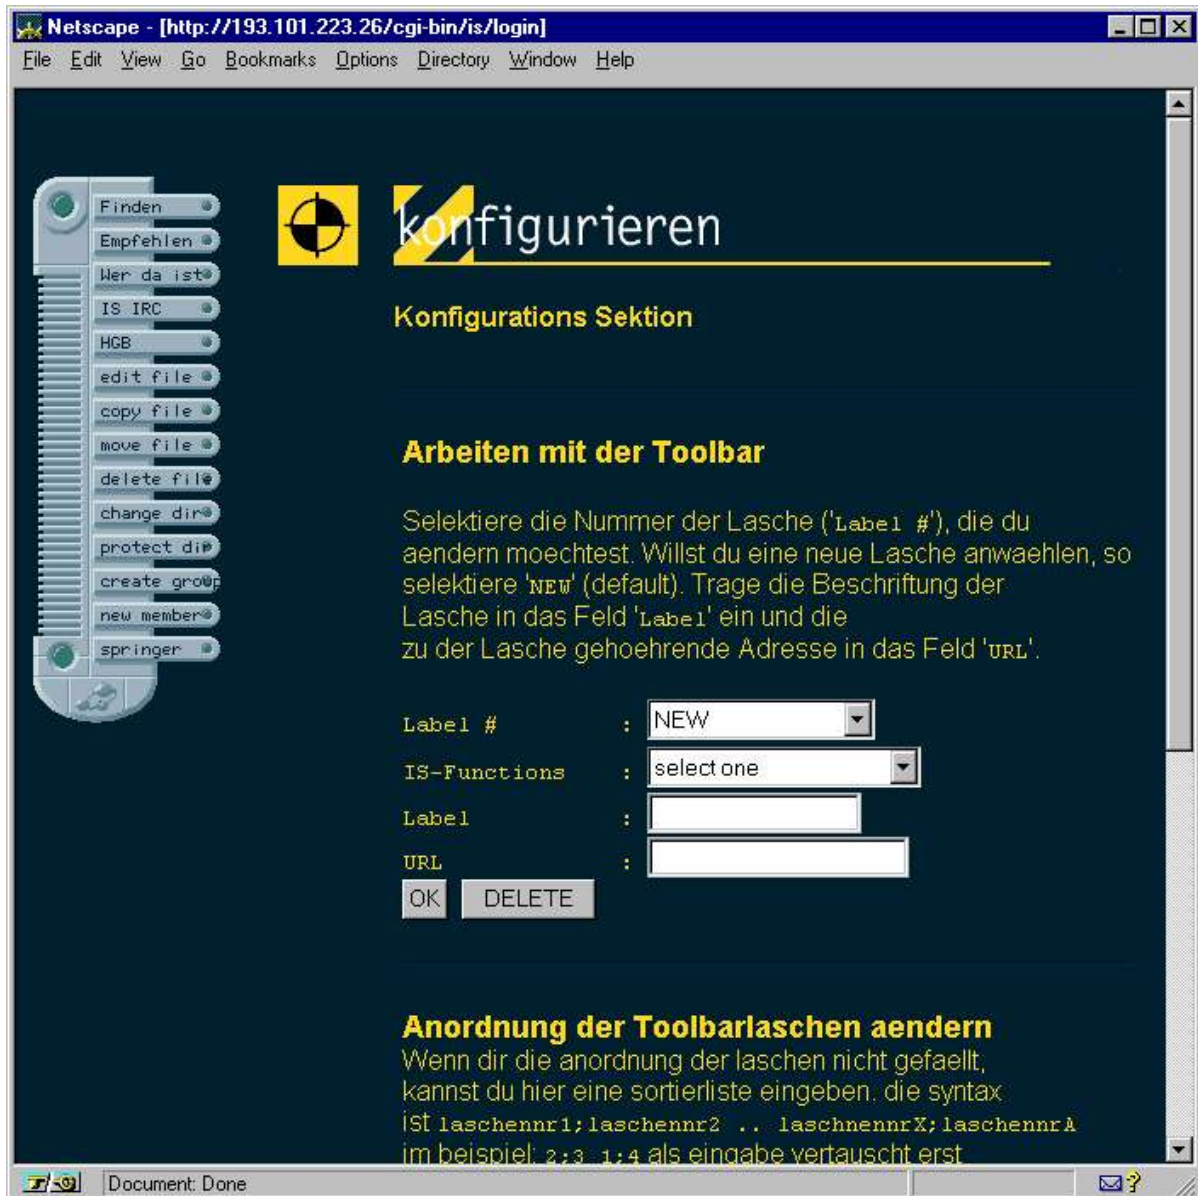 Netscape - [http://193.101.223.26/cgi-bin/is/login]
File Edit View Go Bookmarks Options Directory Window Help
Finden
Empfehlen
Wer da ist
IS IRC
HGB
edit file
copy file
move file
delete file
change dir
protect dir
create group
new member
springer
konfigurieren
Konfigurations Sektion
Arbeiten mit der Toolbar
Selektiere die Nummer der Lasche ('Label #'), die du
aendern moechtest. Willst du eine neue Lasche anwaehlen, so
selektiere 'NEW' (default). Trage die Beschriftung der
Lasche in das Feld 'Label' ein und die
zu der Lasche gehoehrende Adresse in das Feld 'URL'.
Label # : NEW
IS-Functions : select one
Label :
URL :
OK DELETE
Anordnung der Toolbarlaschen aendern
Wenn dir die anordnung der laschen nicht gefaellt,
kannst du hier eine sortierliste eingeben. die syntax
ist laschennr1;laschennr2 .. laschnennrX;laschennrA
im beispiel: 2;3 1;4 als eingabe vertauscht erst
Document: Done